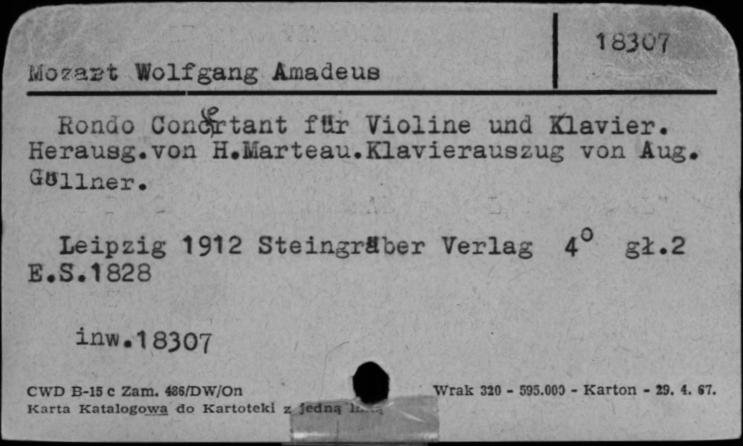 18307
Mozart Wolfgang Amadeus
Rondo Concertant für Violine und Klavier.
Herausg.von H.Marteau.Klavierauszug von Aug.
Göllner.
Leipzig 1912 Steingräber Verlag 4° gł.2
E.S.1828
inw.18307
CWD B-15 c Zam. 486/DW/On Wrak 320 - 595.000 - Karton - 29. 4. 67.
Karta Katalogowa do Kartoteki z jedną